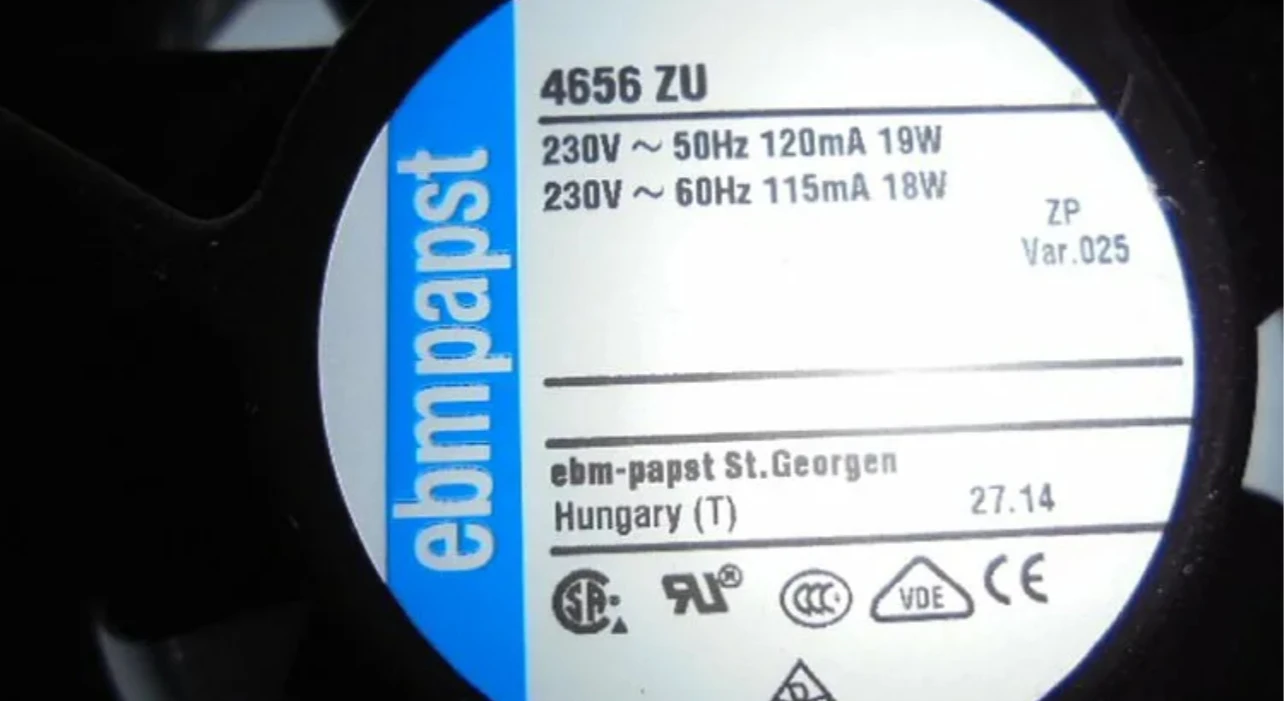 ebmpapst
4656 ZU
230V ~ 50Hz 120mA 19W
230V ~ 60Hz 115mA 18W
ZP
Var.025
ebm-papst St.Georgen
Hungary (T)
27.14
VDE
CE